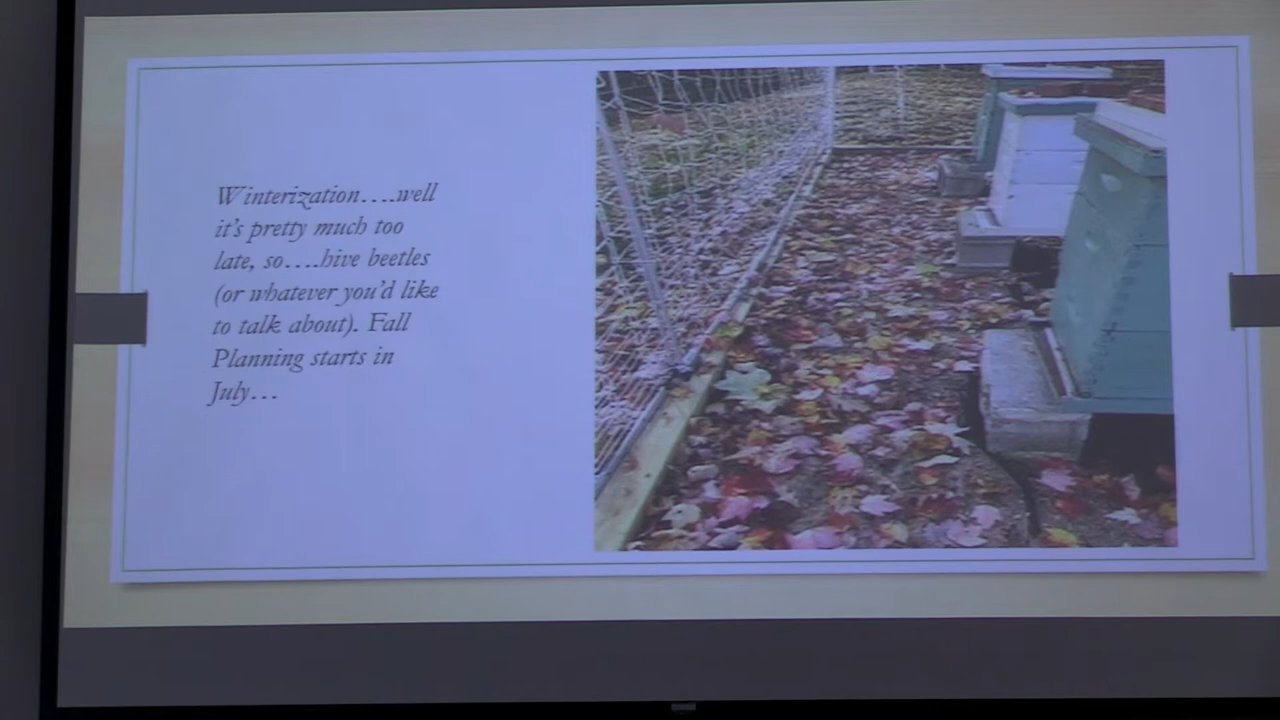 Winterization….well
it's pretty much too
late, so….hive beetles
(or whatever you'd like
to talk about). Fall
Planning starts in
July…